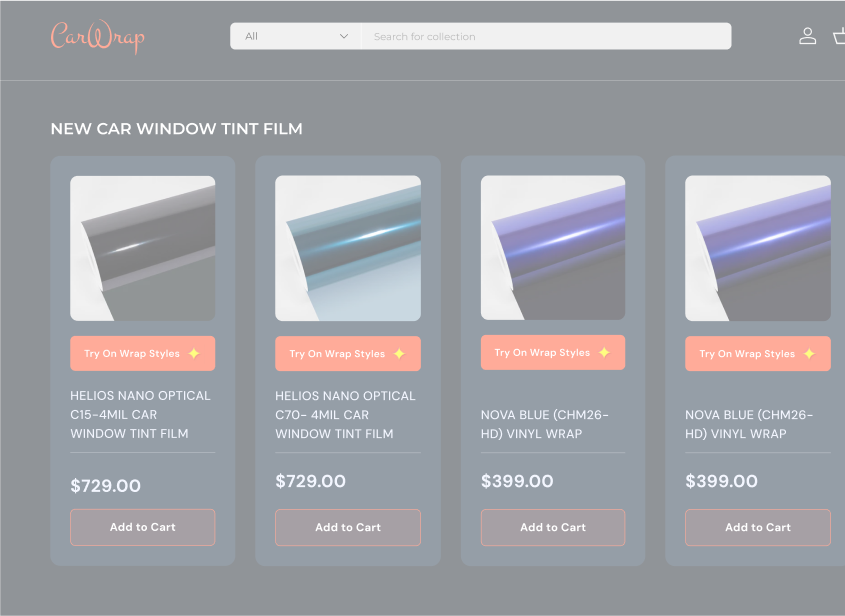 CarWrap
All
Search for collection
NEW CAR WINDOW TINT FILM
Try On Wrap Styles
HELIOS NANO OPTICAL
C15-4MIL CAR
WINDOW TINT FILM
$729.00
Add to Cart
Try On Wrap Styles
HELIOS NANO OPTICAL
C70- 4MIL CAR
WINDOW TINT FILM
$729.00
Add to Cart
Try On Wrap Styles
NOVA BLUE (CHM26-
HD) VINYL WRAP
$399.00
Add to Cart
Try On Wrap Styles
NOVA BLUE (CHM26-
HD) VINYL WRAP
$399.00
Add to Cart